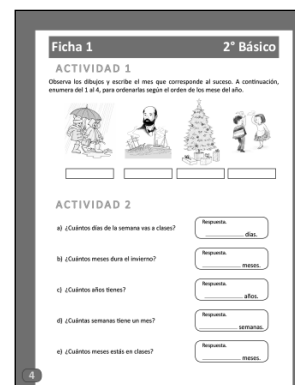 Ficha 1
2° Básico
ACTIVIDAD 1
Observa los dibujos y escribe el mes que corresponde al suceso. A continuación,
enumera del 1 al 4, para ordenarlas según el orden de los mese del año.
ACTIVIDAD 2
a) ¿Cuántos días de la semana vas a clases?
Respuesta.
días.
b) ¿Cuántos meses dura el invierno?
Respuesta.
meses.
c) ¿Cuántos años tienes?
Respuesta.
años.
d) ¿Cuántas semanas tiene un mes?
Respuesta.
semanas.
e) ¿Cuántos meses estás en clases?
Respuesta.
meses.
4